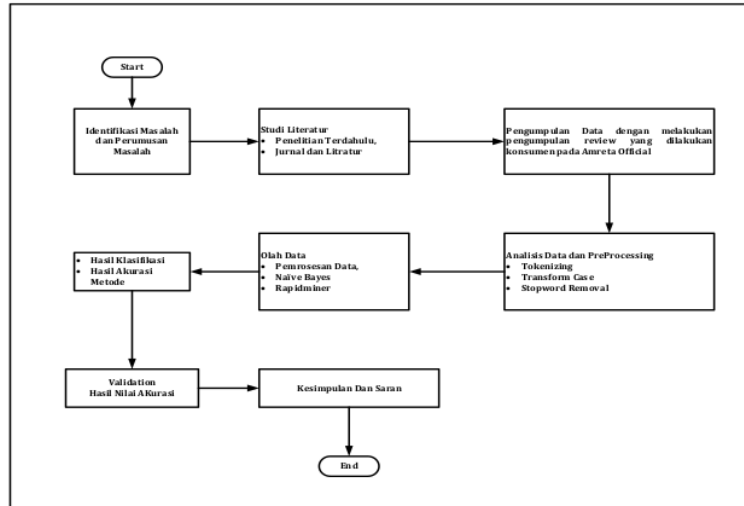 Start
Identifikasi Masalah
dan Perumusan
Masalah
Studi Literatur
• Penelitian Terdahulu,
• Jurnal dan Litratur
Pengumpulan Data dengan melakukan
pengumpulan review yang dilakukan
konsumen pada Amreta Official
Analisis Data dan PreProcessing
• Tokenizing
• Transform Case
• Stopword Removal
Olah Data
• Pemrosesan Data,
• Naïve Bayes
• Rapidminer
• Hasil Klasifikasi
• Hasil Akurasi
Metode
Validation
Hasil Nilai AKurasi
Kesimpulan Dan Saran
End